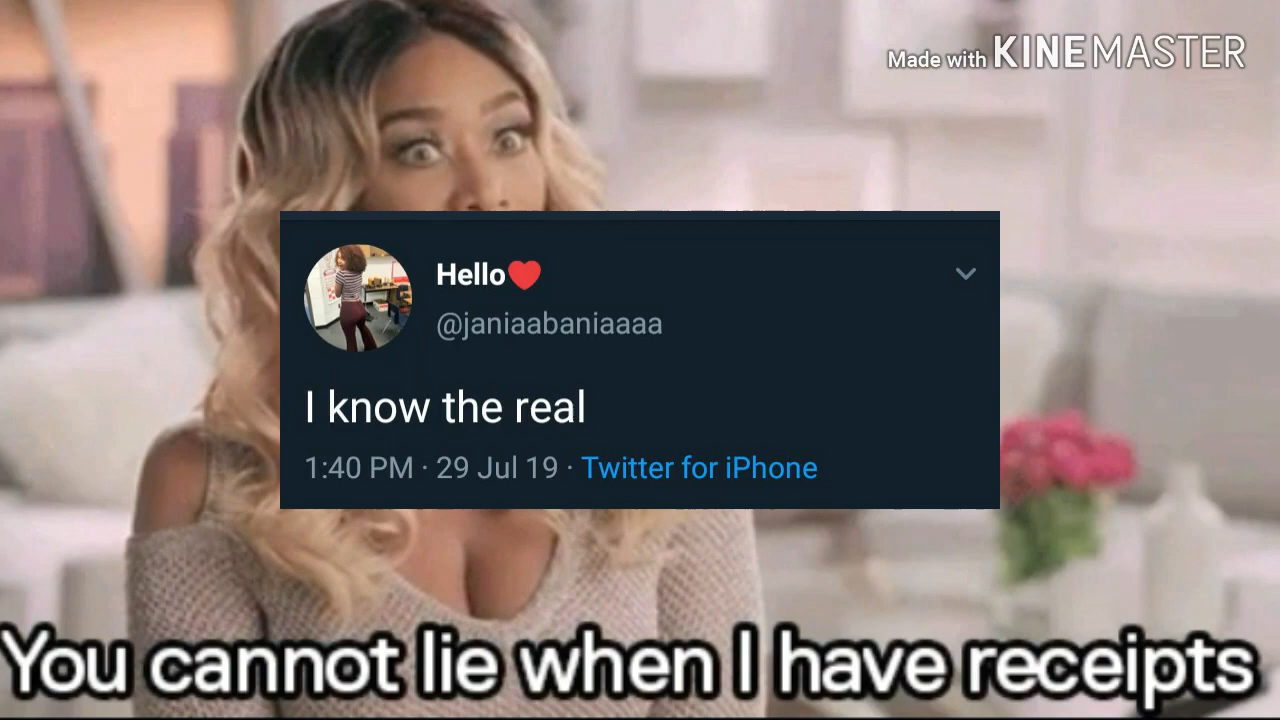 Made with KINEMASTER
Hello❤️
@janiaabaniaaaa
I know the real
1:40 PM · 29 Jul 19 · Twitter for iPhone
You cannot lie when I have receipts